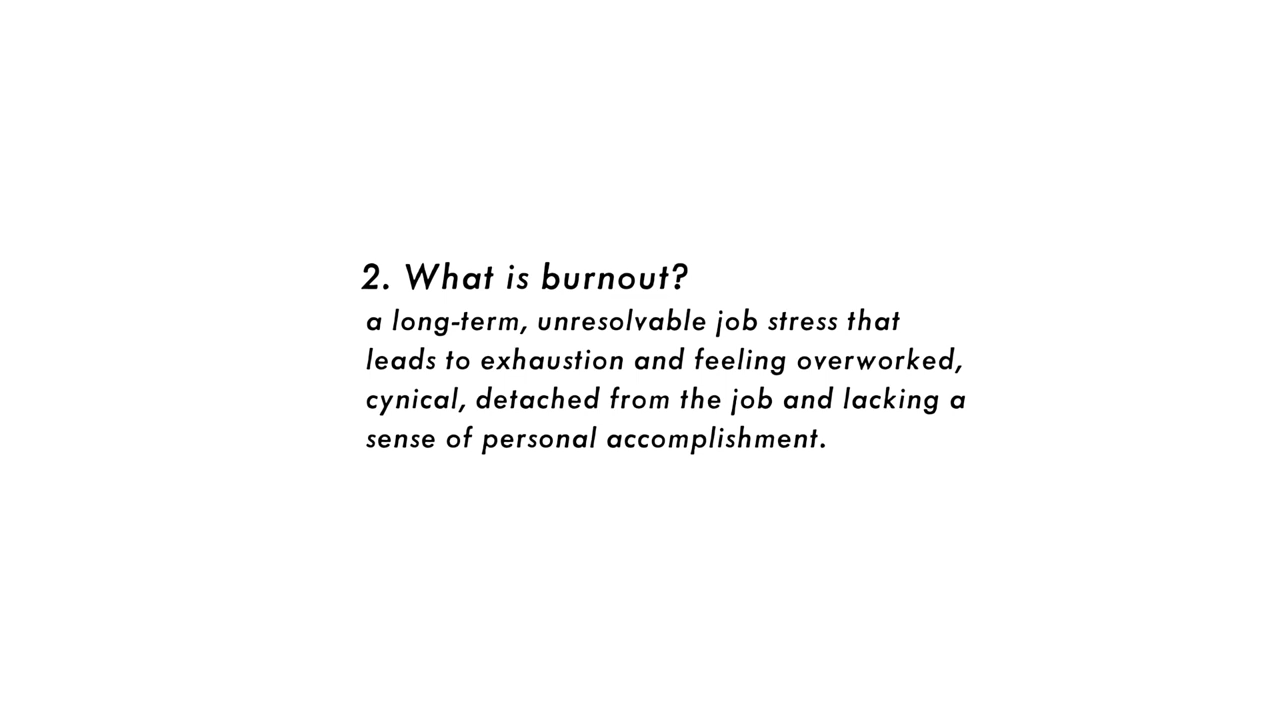 2. What is burnout?
a long-term, unresolvable job stress that
leads to exhaustion and feeling overworked,
cynical, detached from the job and lacking a
sense of personal accomplishment.